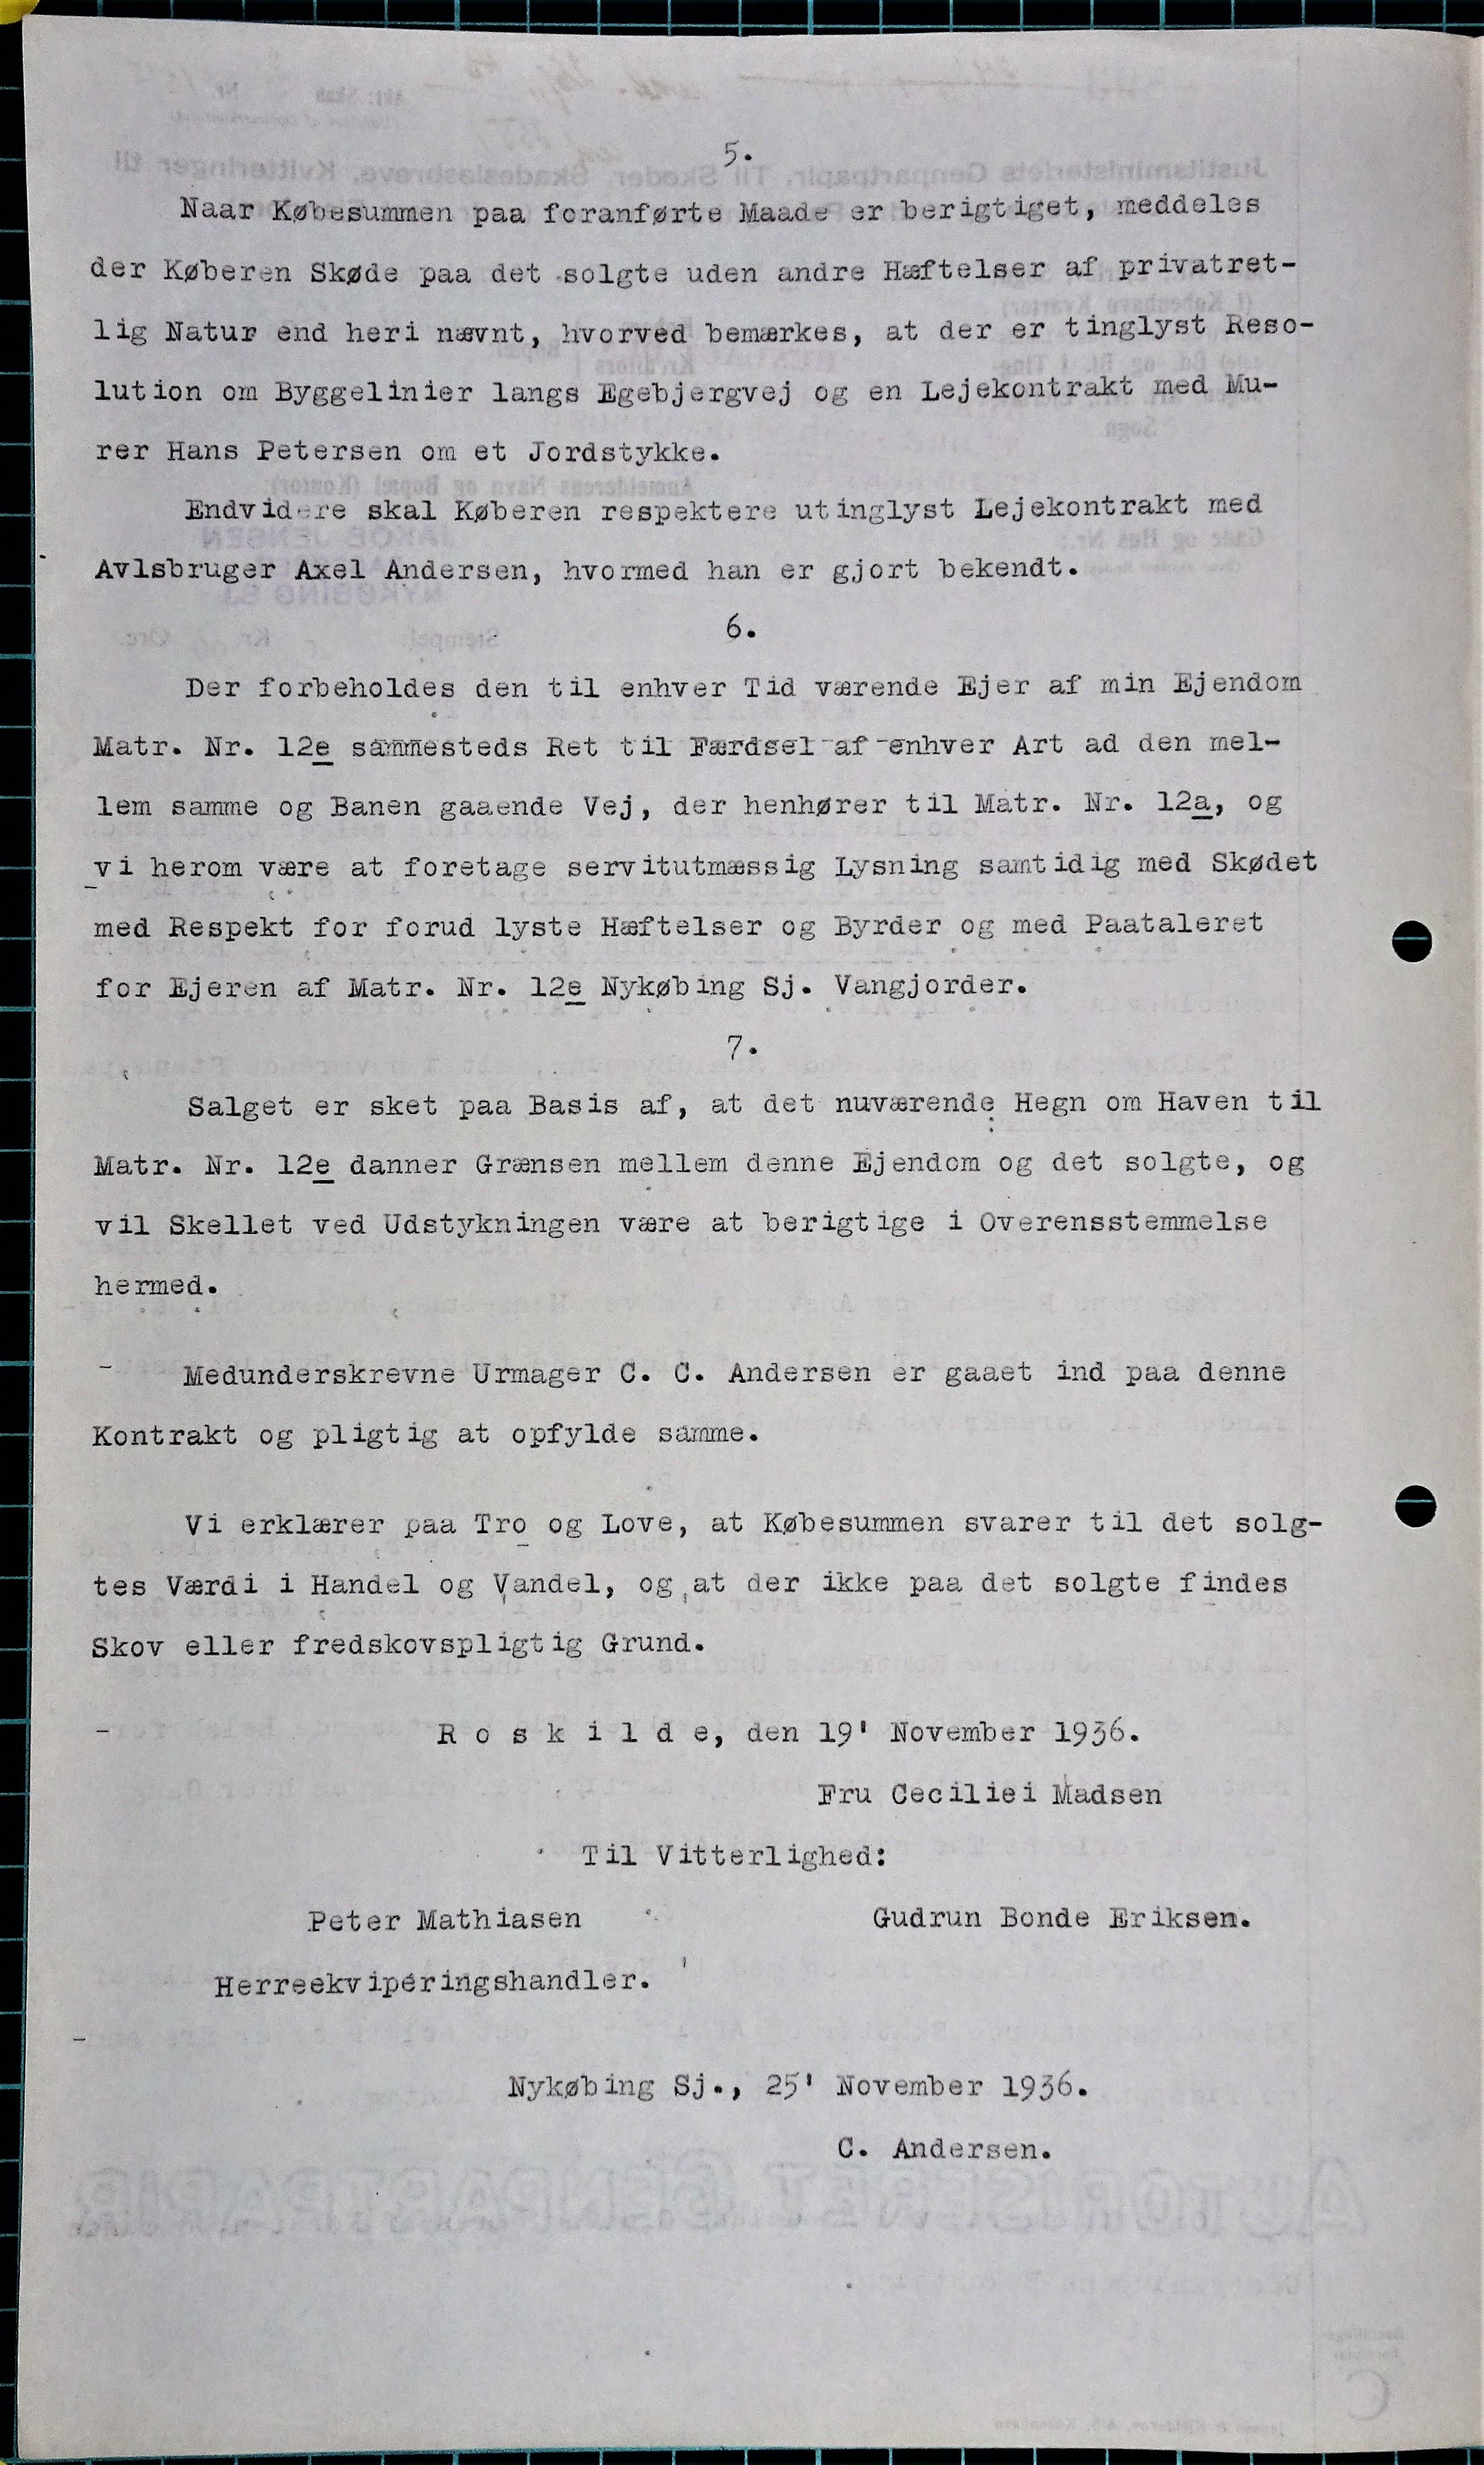 5.
Naar Købesummen paa foranførte Maade er berigtiget, meddeles
der Køberen Skøde paa det solgte uden andre Hæftelser af privatret-
lig Natur end heri nævnt, hvorved bemærkes, at der er tinglyst Reso-
lution om Byggelinier langs Egebjergvej og en Lejekontrakt med Mu-
rer Hans Petersen om et Jordstykke.
Endvidere skal Køberen respektere utinglyst Lejekontrakt med
Avlsbruger Axel Andersen, hvormed han er gjort bekendt.
6.
Der forbeholdes den til enhver Tid værende Ejer af min Ejendom
Matr. Nr. 12e sammesteds Ret til Færdsel af enhver Art ad den mel-
lem samme og Banen gaaende Vej, der henhører til Matr. Nr. 12a, og
vi herom være at foretage servitutmæssig Lysning samtidig med Skødet
med Respekt for forud lyste Hæftelser og Byrder og med Paataleret
for Ejeren af Matr. Nr. 12e Nykøbing Sj. Vangjorder.
7.
Salget er sket paa Basis af, at det nuværende Hegn om Haven til
Matr. Nr. 12e danner Grænsen mellem denne Ejendom og det solgte, og
vil Skellet ved Udstykningen være at berigtige i Overensstemmelse
hermed.
Medunderskrevne Urmager C. C. Andersen er gaaet ind paa denne
Kontrakt og pligtig at opfylde samme.
Vi erklærer paa Tro og Love, at Købesummen svarer til det solg-
tes Værdi i Handel og Vandel, og at der ikke paa det solgte findes
Skov eller fredskovspligtig Grund.
R o s k i l d e, den 19' November 1936.
Fru Ceciliei Madsen
Til Vitterlighed:
Peter Mathiasen Gudrun Bonde Eriksen.
Herreekviperingshandler.
Nykøbing Sj., 25' November 1936.
C. Andersen.